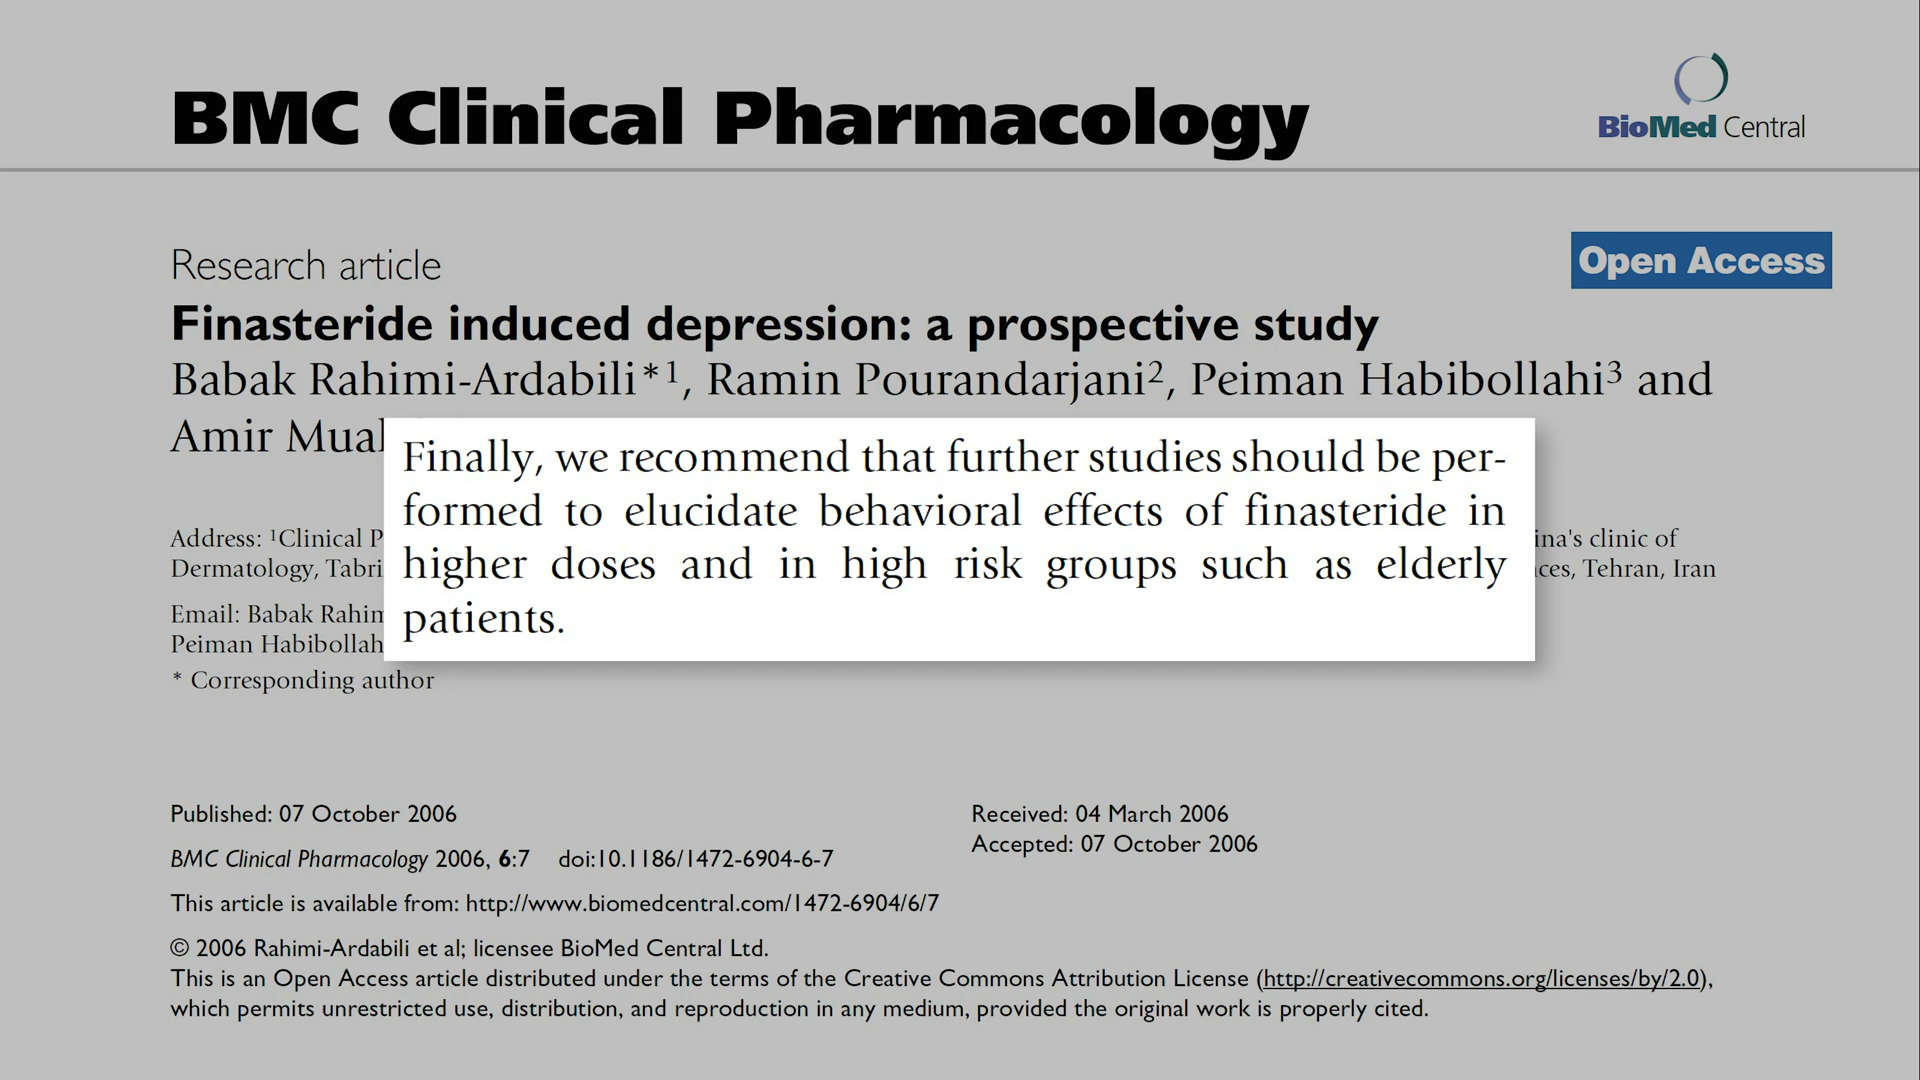 BMC Clinical Pharmacology
BioMed Central
Research article
Open Access
Finasteride induced depression: a prospective study
Babak Rahimi-Ardabili*1, Ramin Pourandarjani2, Peiman Habibollahi3 and
Amir
Finally, we recommend that further studies should be per-
formed to elucidate behavioral effects of finasteride in
higher doses and in high risk groups such as elderly
patients.
Address: 1Clinical
ina's clinic of
Dermatology,
Tehran, Iran
Email: Babak
Peiman
* Corresponding author
Published: 07 October 2006
Received: 04 March 2006
Accepted: 07 October 2006
BMC Clinical Pharmacology 2006, 6:7 doi:10.1186/1472-6904-6-7
This article is available from: http://www.biomedcentral.com/1472-6904/6/7
© 2006 Rahimi-Ardabili et al; licensee BioMed Central Ltd.
This is an Open Access article distributed under the terms of the Creative Commons Attribution License (http://creativecommons.org/licenses/by/2.0),
which permits unrestricted use, distribution, and reproduction in any medium, provided the original work is properly cited.